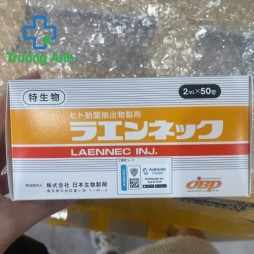 Trường Anh
2mL×50管
特生物
ヒト胎盤抽出物製剤
ラエンネック
LAENNEC INJ.
株式会社 日本生物製剤
JBP